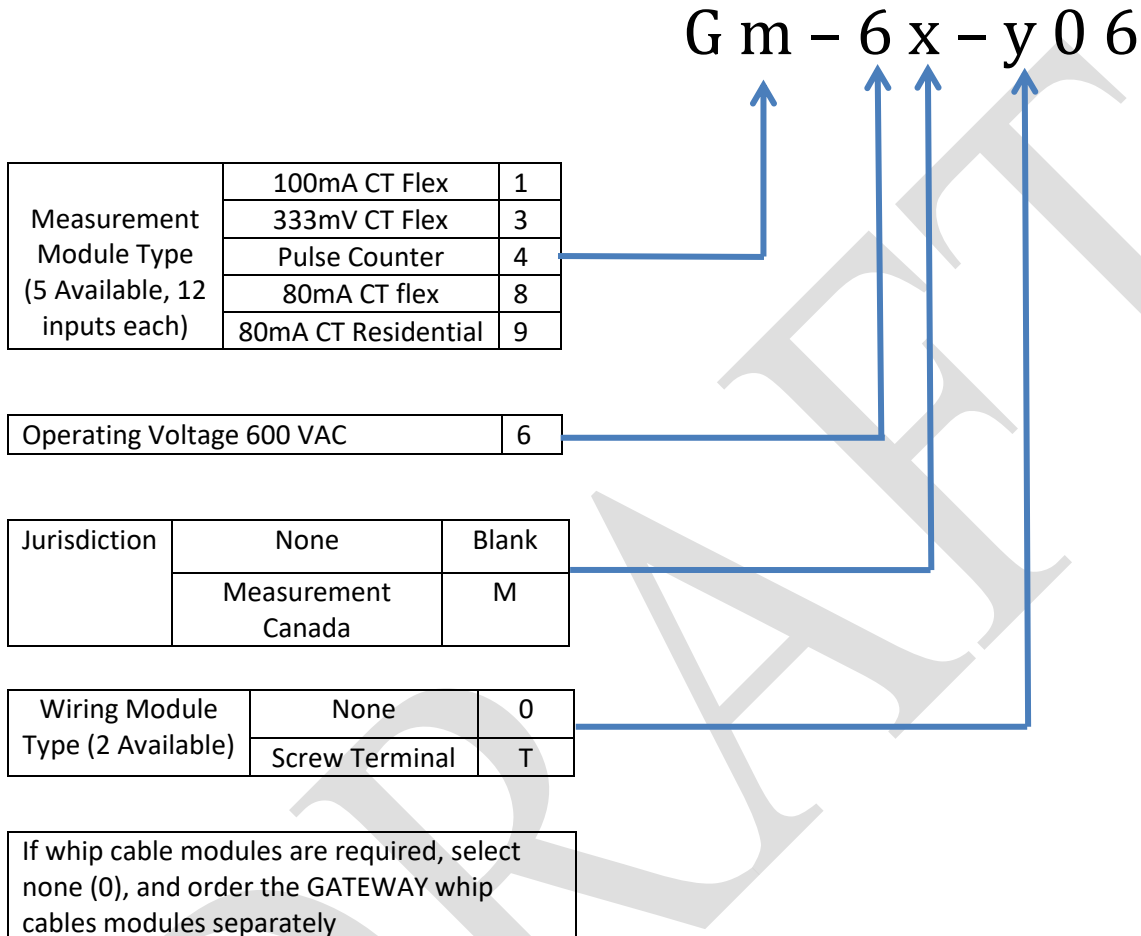 G m – 6 x – y 0 6
Measurement
Module Type
(5 Available, 12
inputs each)
100mA CT Flex 1
333mV CT Flex 3
Pulse Counter 4
80mA CT flex 8
80mA CT Residential 9
Operating Voltage 600 VAC 6
Jurisdiction None Blank
Measurement
Canada
M
Wiring Module
Type (2 Available)
None 0
Screw Terminal T
If whip cable modules are required, select
none (0), and order the GATEWAY whip
cables modules separately
DRAFT